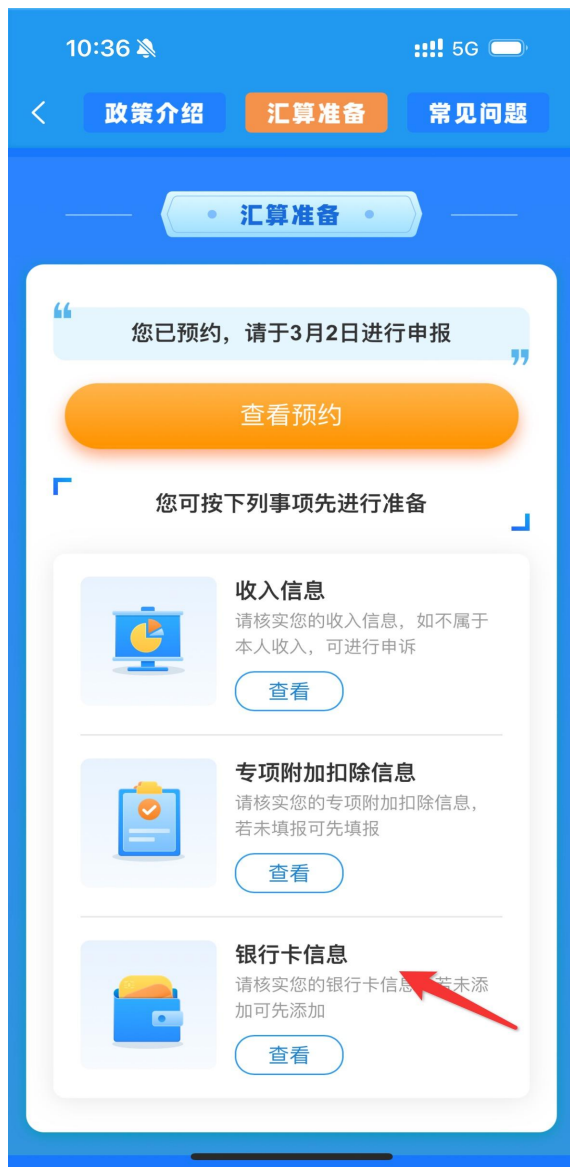 10:36 5G
政策介绍 汇算准备 常见问题
汇算准备
您已预约，请于3月2日进行申报
查看预约
您可按下列事项先进行准备
收入信息
请核实您的收入信息，如不属于
本人收入，可进行申诉
查看
专项附加扣除信息
请核实您的专项附加扣除信息，
若未填报可先填报
查看
银行卡信息
请核实您的银行卡信息 若未添
加可先添加
查看